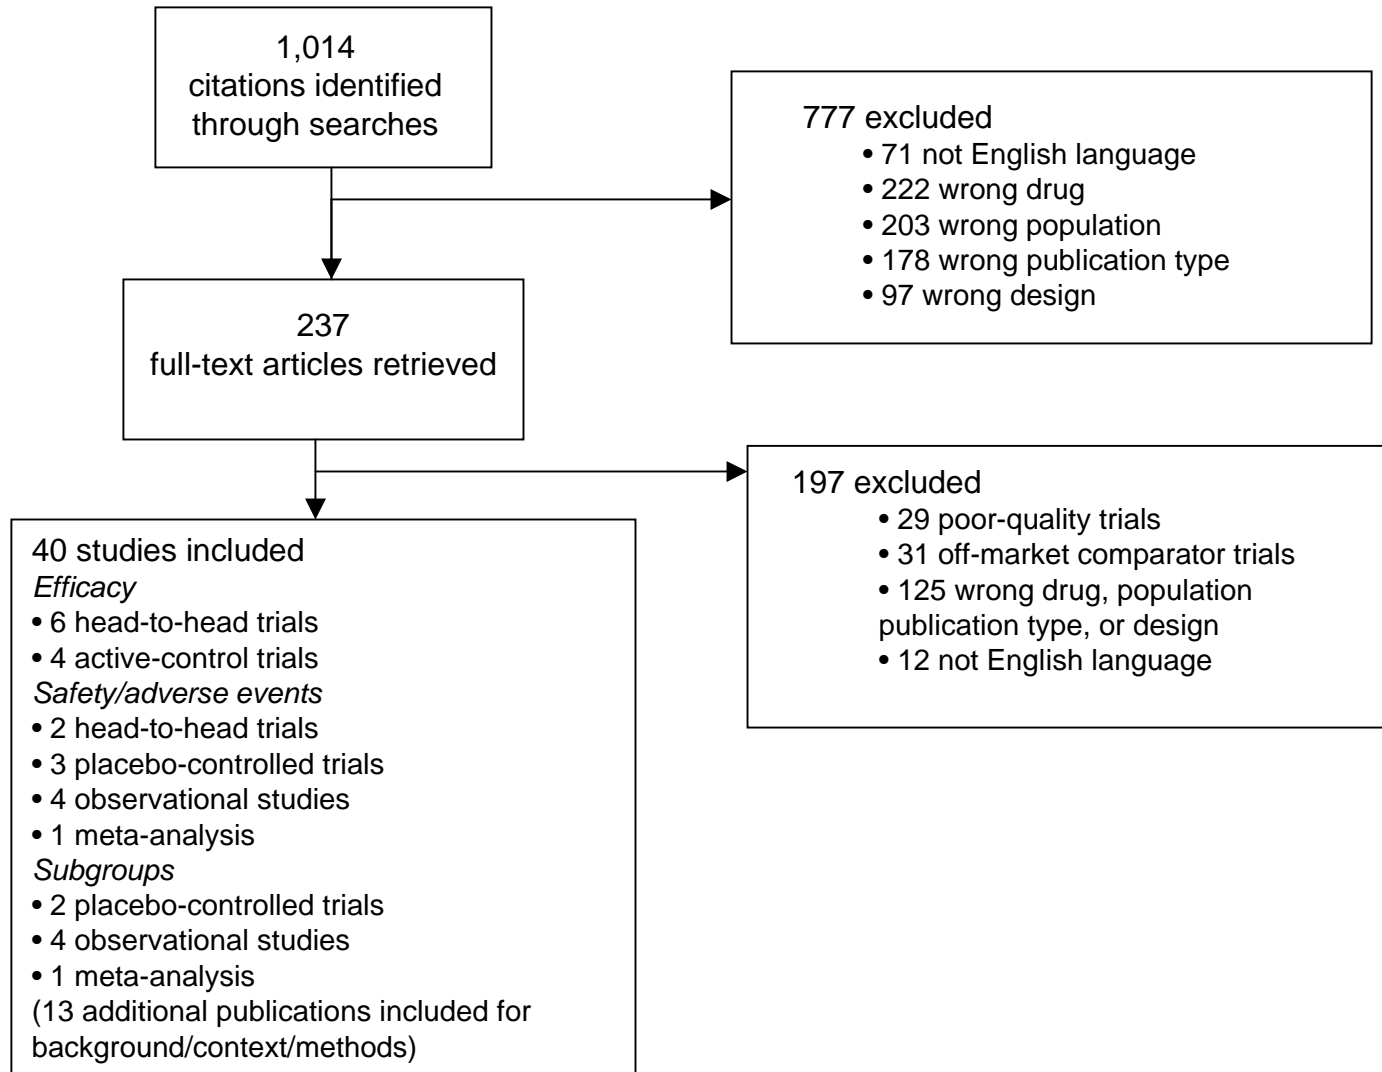 1,014
citations identified
through searches
777 excluded
• 71 not English language
• 222 wrong drug
• 203 wrong population
• 178 wrong publication type
• 97 wrong design
237
full-text articles retrieved
197 excluded
• 29 poor-quality trials
• 31 off-market comparator trials
• 125 wrong drug, population
publication type, or design
• 12 not English language
40 studies included
Efficacy
• 6 head-to-head trials
• 4 active-control trials
Safety/adverse events
• 2 head-to-head trials
• 3 placebo-controlled trials
• 4 observational studies
• 1 meta-analysis
Subgroups
• 2 placebo-controlled trials
• 4 observational studies
• 1 meta-analysis
(13 additional publications included for
background/context/methods)